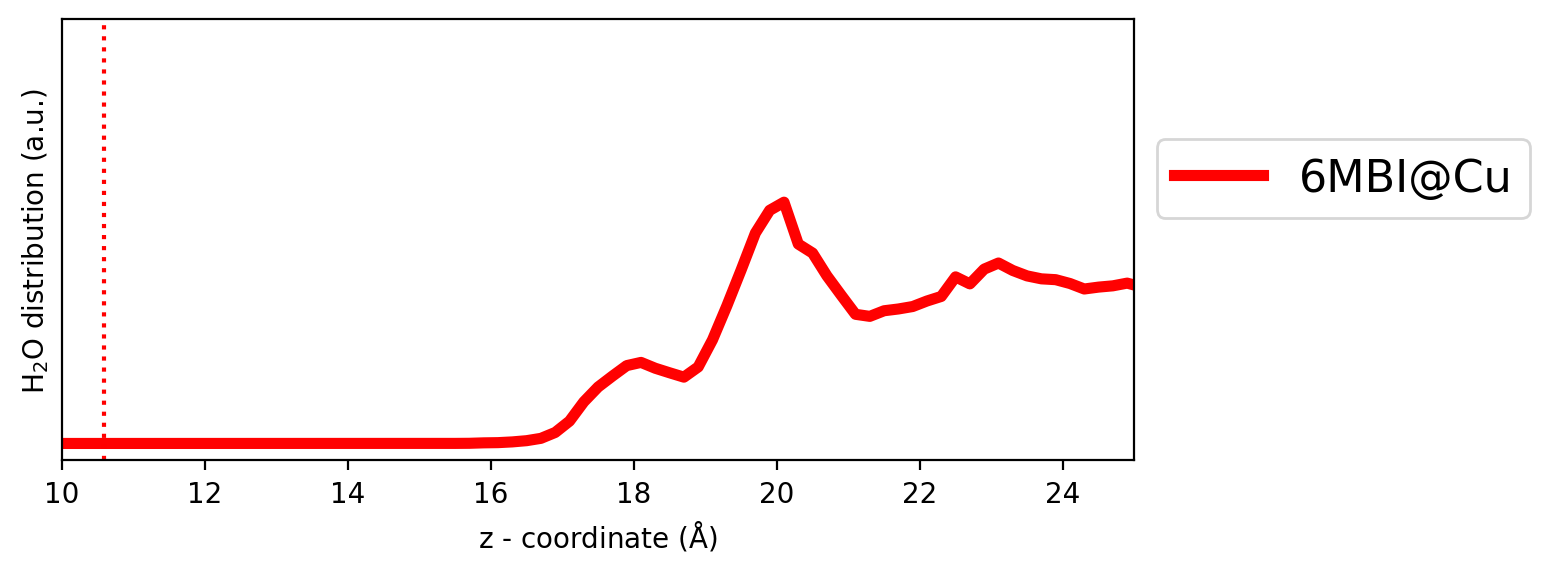 H₂O distribution (a.u.)
10 12 14 16 18 20 22 24
z - coordinate (Å)
6MBI@Cu